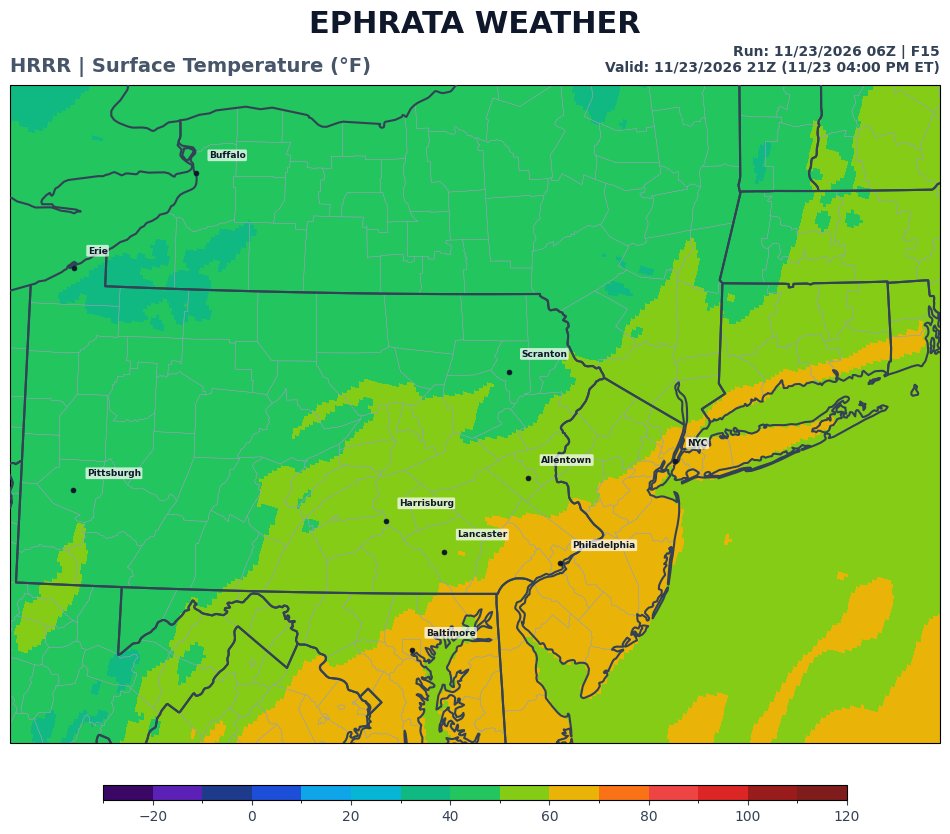 EPHRATA WEATHER
HRRR | Surface Temperature (°F)
Run: 11/23/2026 06Z | F15
Valid: 11/23/2026 21Z (11/23 04:00 PM ET)
Buffalo
Erie
Scranton
NYC
Allentown
Pittsburgh
Harrisburg
Lancaster
Philadelphia
Baltimore
−20 0 20 40 60 80 100 120